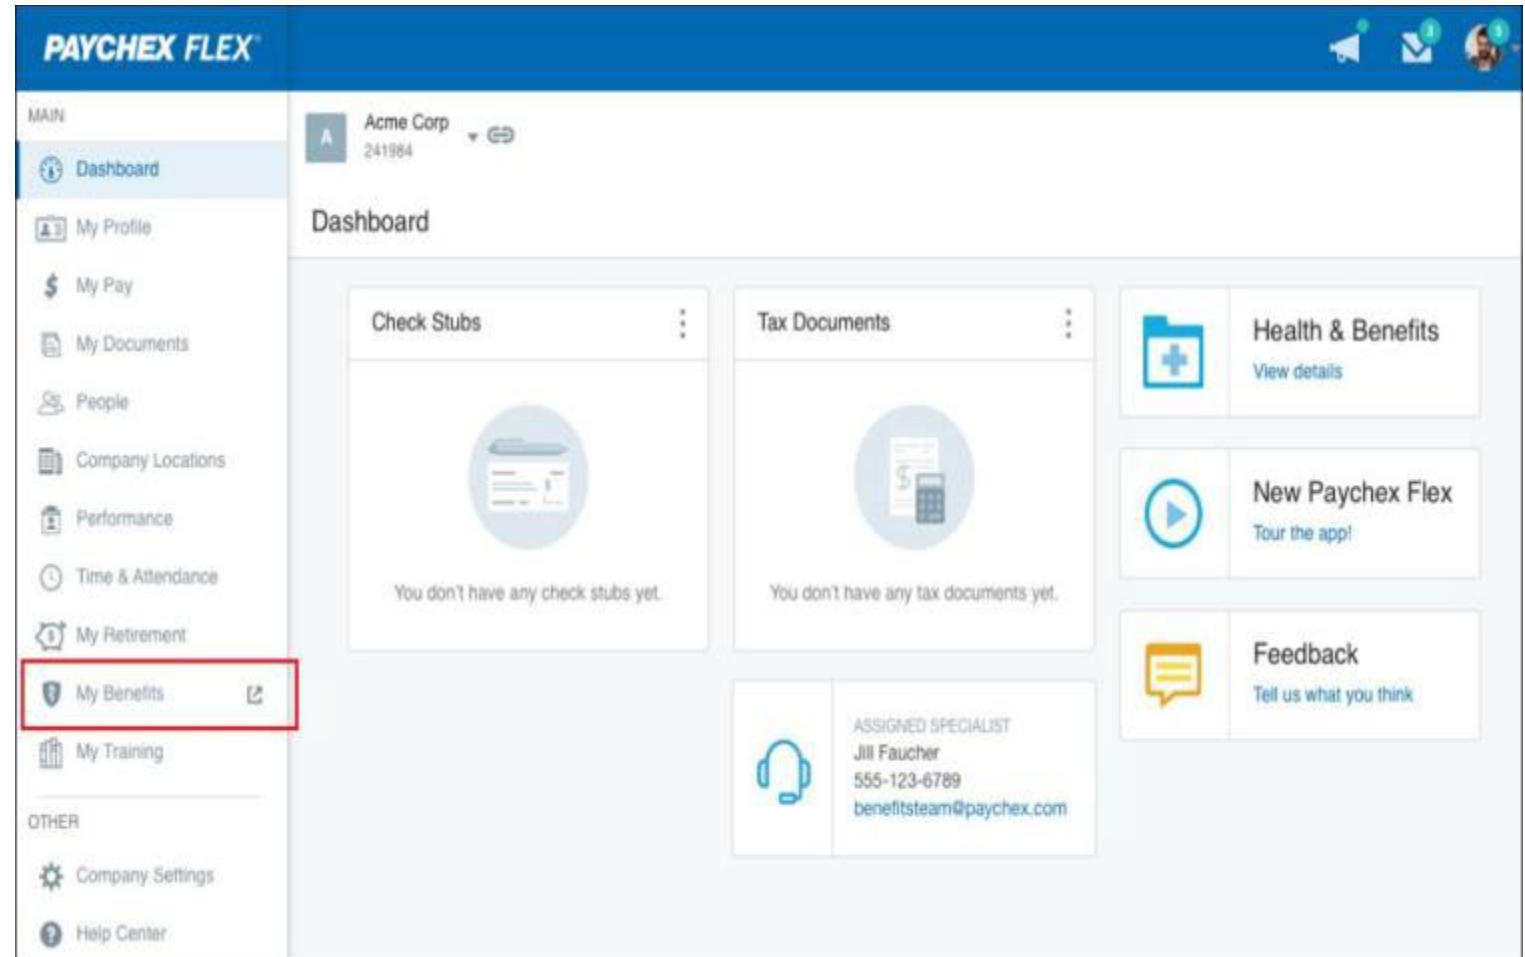 PAYCHEX FLEX®
MAIN
Dashboard
My Profile
My Pay
My Documents
People
Company Locations
Performance
Time & Attendance
My Retirement
My Benefits
My Training
OTHER
Company Settings
Help Center
A
Acme Corp
241984
Dashboard
Check Stubs
You don't have any check stubs yet.
Tax Documents
$
You don't have any tax documents yet.
ASSIGNED SPECIALIST
Jill Faucher
555-123-6789
benefitsteam@paychex.com
Health & Benefits
View details
New Paychex Flex
Tour the app!
Feedback
Tell us what you think